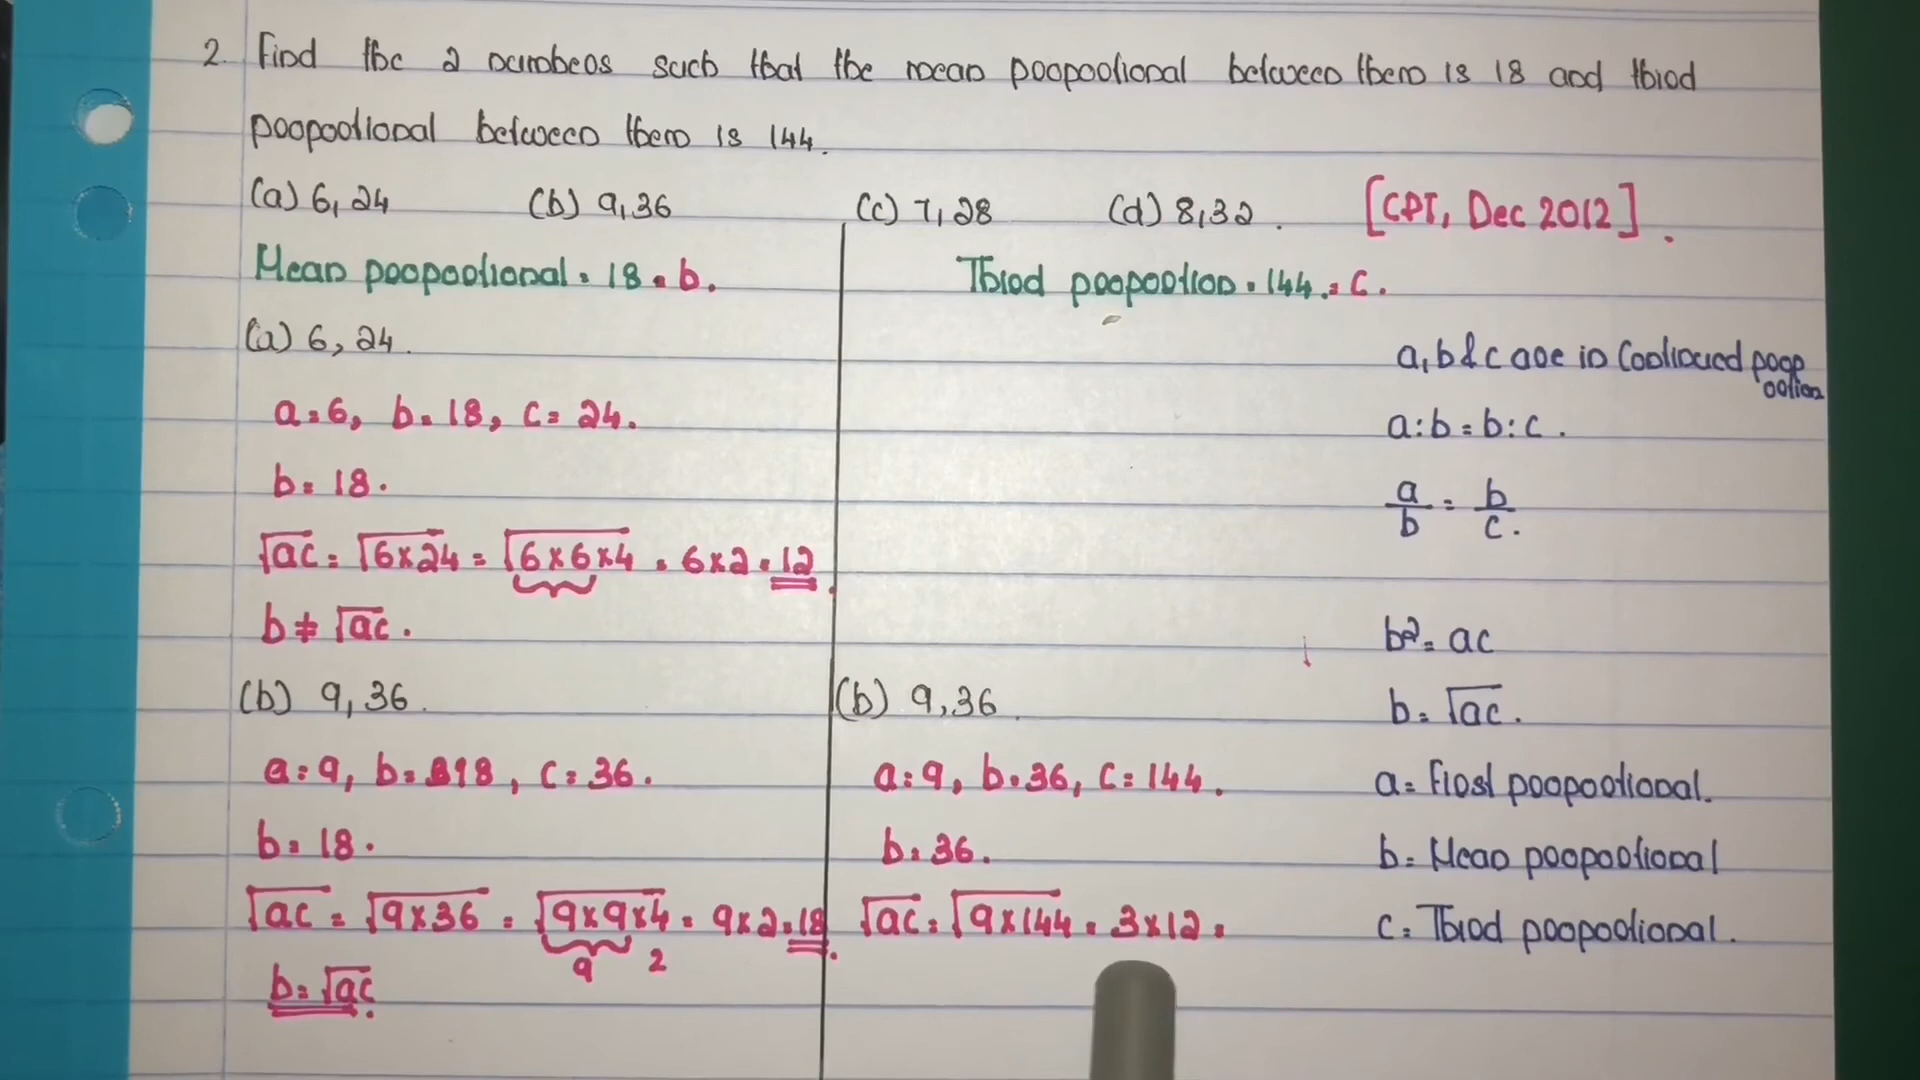 2. Find the 2 numbers such that the mean proportional between them is 18 and third
proportional between them is 144.
(a) 6, 24 (b) 9, 36 (c) 7, 28 (d) 8, 32. [CPT, Dec 2012].
Mean proportional = 18 = b.
Third proportion = 144. = c.
(a) 6, 24.
a = 6, b = 18, c = 24.
b = 18.
√ac = √6×24 = √6×6×4 = 6×2 = 12.
b ≠ √ac.
(b) 9, 36.
a = 9, b = 18, c = 36.
b = 18.
√ac = √9×36 = √9×9×4 = 9×2 = 18.
9 2
b = √ac.
(b) 9, 36.
a = 9, b = 36, c = 144.
b = 36.
√ac = √9×144 = 3×12 =
a, b & c are in Continued prop
ortion
a : b = b : c.
a/b = b/c.
b² = ac
b = √ac.
a = First proportional.
b = Mean proportional
c = Third proportional.